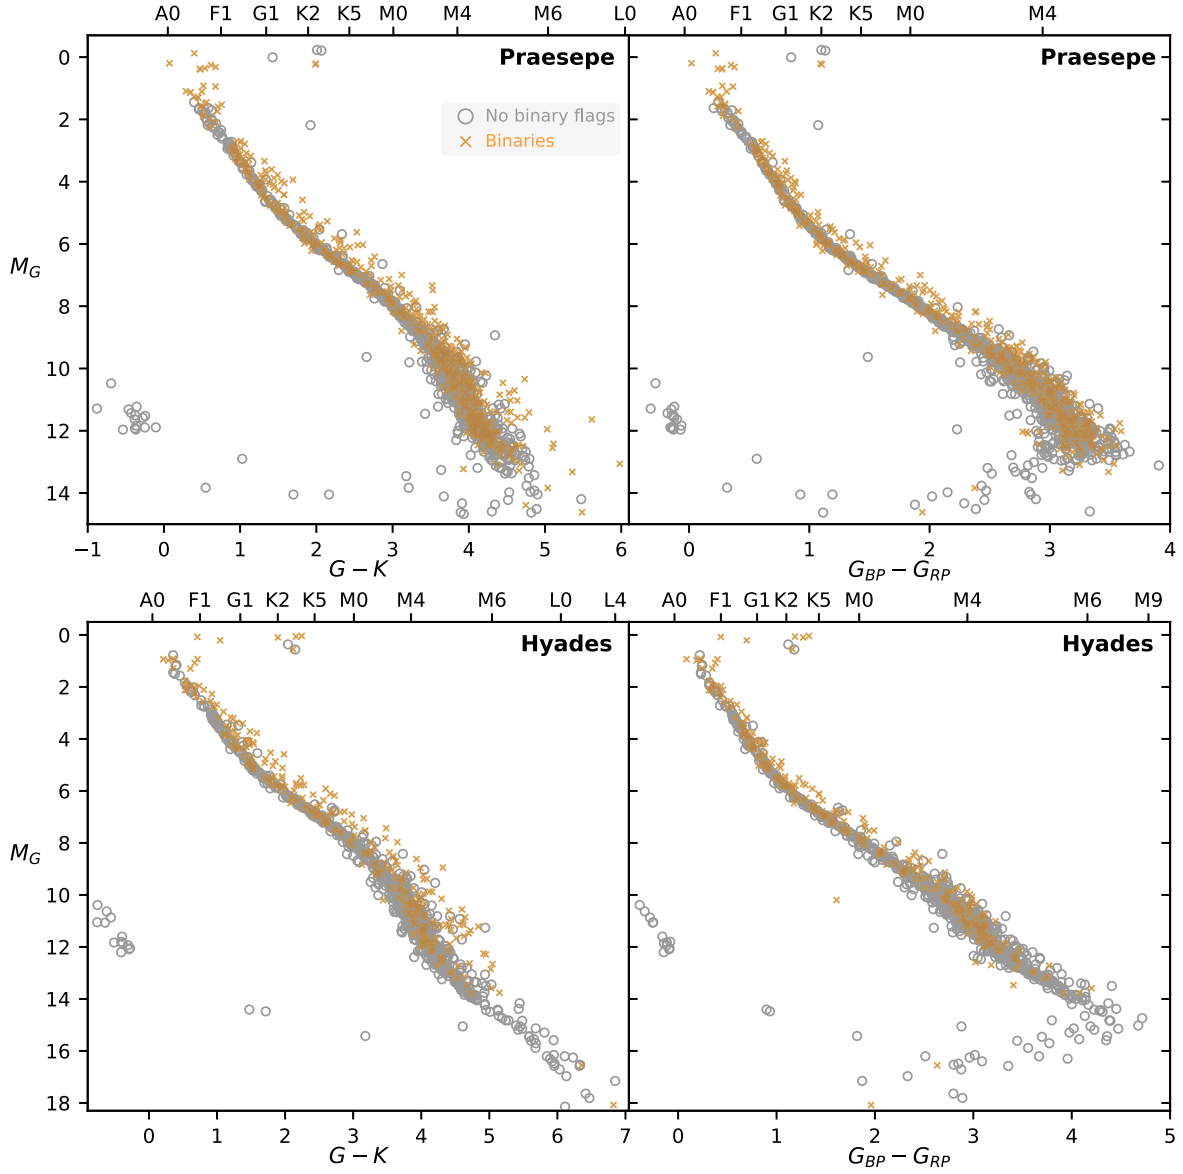 A0 F1 G1 K2 K5 M0 M4 M6 L0
A0 F1 G1 K2 K5 M0 M4
Praesepe
Praesepe
No binary flags
Binaries
0
2
4
6
8
10
12
14
M_G
−1 0 1 2 3 4 5 6
0 1 2 3 4
G − K
G_BP − G_RP
A0 F1 G1 K2 K5 M0 M4 M6 L0 L4
A0 F1 G1 K2 K5 M0 M4 M6 M9
Hyades
Hyades
0
2
4
6
8
10
12
14
16
18
M_G
0 1 2 3 4 5 6 7
0 1 2 3 4 5
G − K
G_BP − G_RP